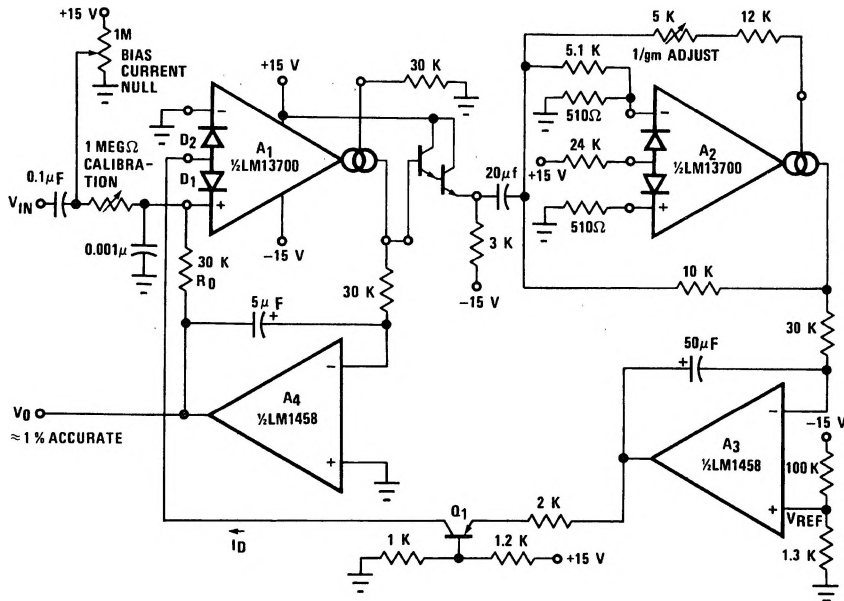 +15 V
1M
BIAS
CURRENT
NULL
+15 V
30 K
5 K
12 K
1/gm ADJUST
5.1 K
510Ω
−
D2
A1
½LM13700
D1
+
1 MEGΩ
CALIBRA-
TION
0.1μF
VIN
0.001μ
−15 V
30 K
RD
20μf
3 K
−15 V
−
A2
½LM13700
+
24 K
+15 V
510Ω
10 K
30 K
30 K
5μF
+
−
A4
½LM1458
+
VO
≈1% ACCURATE
50μF
+
−
A3
½LM1458
+
−15 V
100K
VREF
1.3 K
Q1
2 K
ID
1 K
1.2 K
+15 V